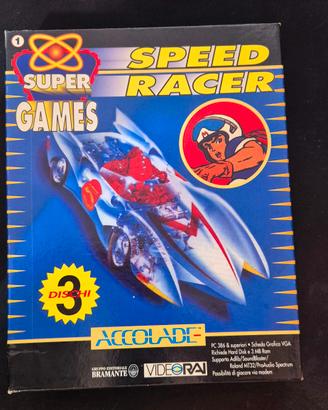 1
SUPER
GAMES
SPEED
RACER
3
DISCHI
ACCOLADE
GRUPPO EDITORIALE
BRAMANTE
VIDEORAI
PC 386 & superiori • Scheda Grafica VGA
Richiede Hard Disk e 2 MB Ram
Supporta Adlib/SoundBlaster/
Roland MT32/ProAudio Spectrum
Possibilità di giocare via modem